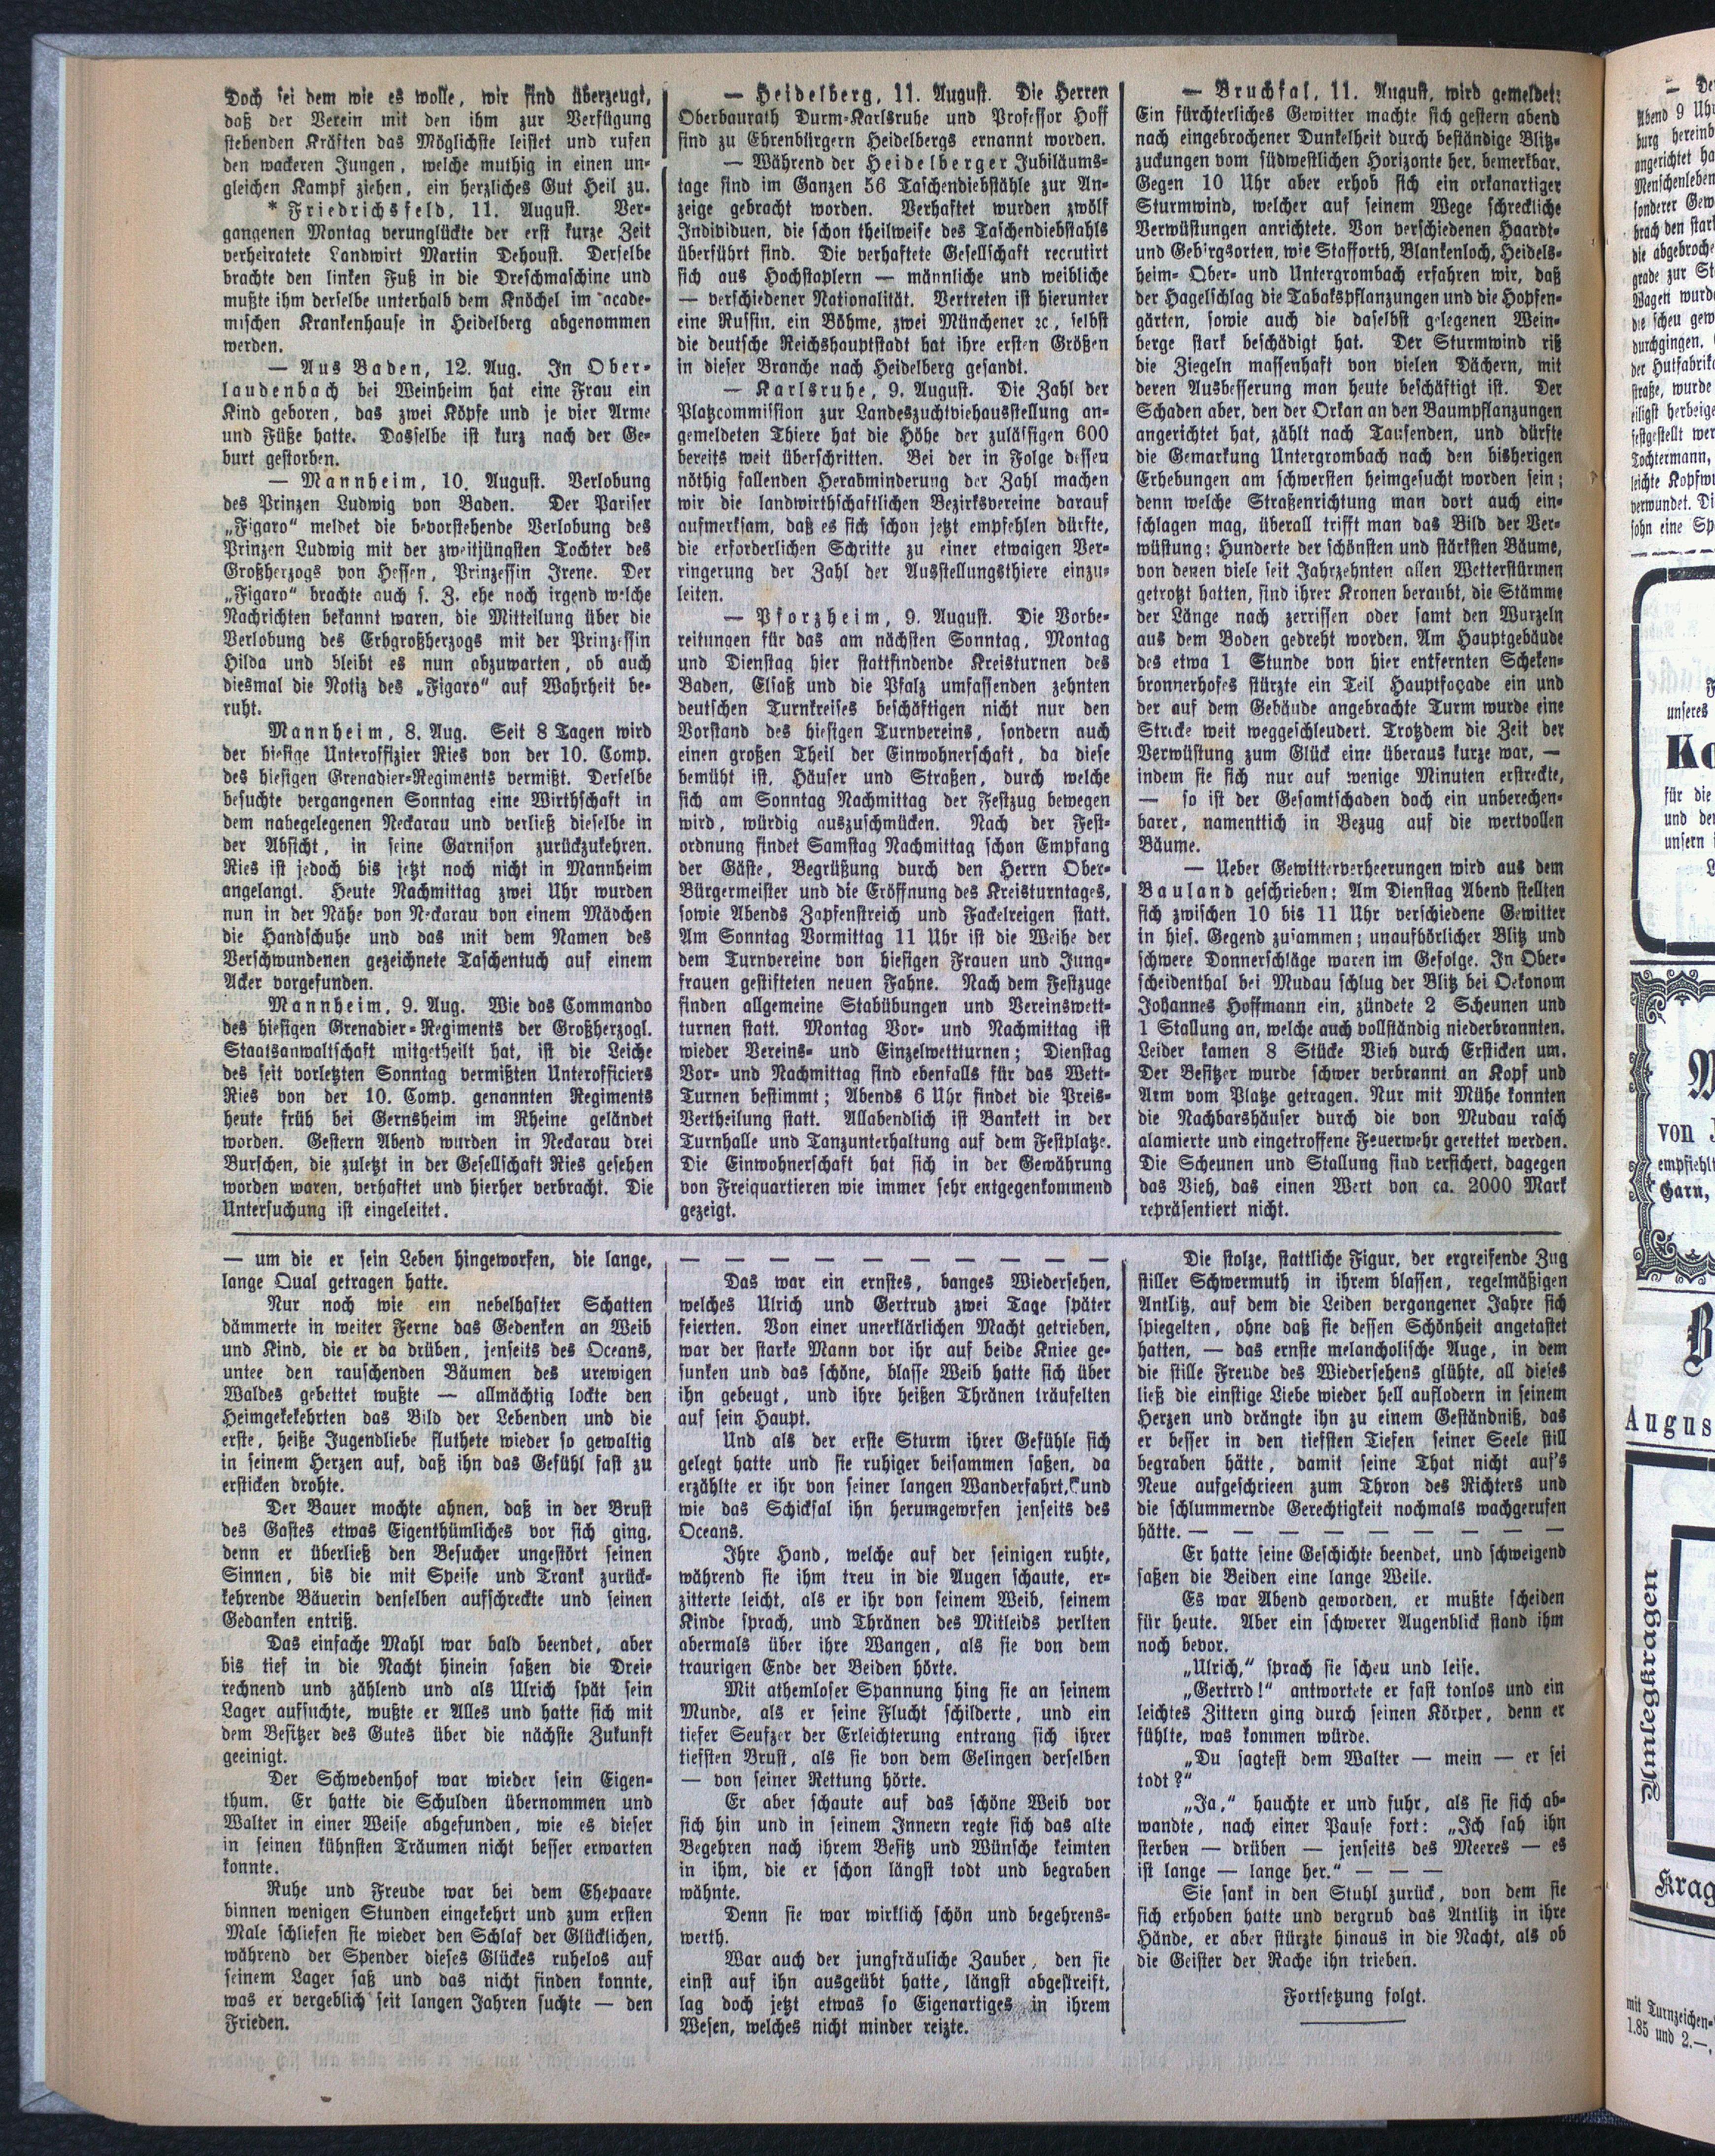 Doch sei dem wie es wolle, wir sind überzeugt,
daß der Verein mit den ihm zur Verfügung
stehenden Kräften das Möglichste leistet und rufen
den wackeren Jungen, welche muthig in einen un-
gleichen Kampf ziehen, ein herzliches Gut Heil zu.
* Friedrichsfeld, 11. August. Ver-
gangenen Montag verunglückte der erst kurze Zeit
verheiratete Landwirt Martin Dehoust. Derselbe
brachte den linken Fuß in die Dreschmaschine und
mußte ihm derselbe unterhalb dem Knöchel im acade-
mischen Krankenhause in Heidelberg abgenommen
werden.
— Aus Baden, 12. Aug. In Ober-
laudenbach bei Weinheim hat eine Frau ein
Kind geboren, das zwei Köpfe und je vier Arme
und Füße hatte. Dasselbe ist kurz nach der Ge-
burt gestorben.
— Mannheim, 10. August. Verlobung
des Prinzen Ludwig von Baden. Der Pariser
„Figaro“ meldet die bevorstehende Verlobung des
Prinzen Ludwig mit der zweitjüngsten Tochter des
Großherzogs von Hessen, Prinzessin Irene. Der
„Figaro“ brachte auch s. Z. ehe noch irgend welche
Nachrichten bekannt waren, die Mitteilung über die
Verlobung des Erbgroßherzogs mit der Prinzessin
Hilda und bleibt es nun abzuwarten, ob auch
diesmal die Notiz des „Figaro“ auf Wahrheit be-
ruht.
Mannheim, 8. Aug. Seit 8 Tagen wird
der hiesige Unteroffizier Ries von der 10. Comp.
des hiesigen Grenadier-Regiments vermißt. Derselbe
besuchte vergangenen Sonntag eine Wirthschaft in
dem nahegelegenen Neckarau und verließ dieselbe in
der Absicht, in seine Garnison zurückzukehren.
Ries ist jedoch bis jetzt noch nicht in Mannheim
angelangt. Heute Nachmittag zwei Uhr wurden
nun in der Nähe von Neckarau von einem Mädchen
die Handschuhe und das mit dem Namen des
Verschwundenen gezeichnete Taschentuch auf einem
Acker vorgefunden.
Mannheim, 9. Aug. Wie das Commando
des hiesigen Grenadier-Regiments der Großherzogl.
Staatsanwaltschaft mitgetheilt hat, ist die Leiche
des seit vorletzten Sonntag vermißten Unterofficiers
Ries von der 10. Comp. genannten Regiments
heute früh bei Gernsheim im Rheine geländet
worden. Gestern Abend wurden in Neckarau drei
Burschen, die zuletzt in der Gesellschaft Ries gesehen
worden waren, verhaftet und hierher verbracht. Die
Untersuchung ist eingeleitet.
— Heidelberg, 11. August. Die Herren
Oberbaurath Durm-Karlsruhe und Professor Hoff
sind zu Ehrenbürgern Heidelbergs ernannt worden.
— Während der Heidelberger Jubiläums-
tage sind im Ganzen 56 Taschendiebstähle zur An-
zeige gebracht worden. Verhaftet wurden zwölf
Individuen, die schon theilweise des Taschendiebstahls
überführt sind. Die verhaftete Gesellschaft recrutirt
sich aus Hochstaplern — männliche und weibliche
— verschiedener Nationalität. Vertreten ist hierunter
eine Russin, ein Böhme, zwei Münchener ꝛc, selbst
die deutsche Reichshauptstadt hat ihre ersten Größen
in dieser Branche nach Heidelberg gesandt.
— Karlsruhe, 9. August. Die Zahl der
Platzcommission zur Landeszuchtviehausstellung an-
gemeldeten Thiere hat die Höhe der zulässigen 600
bereits weit überschritten. Bei der in Folge dessen
nöthig fallenden Herabminderung der Zahl machen
wir die landwirthschaftlichen Bezirksvereine darauf
aufmerksam, daß es sich schon jetzt empfehlen dürfte,
die erforderlichen Schritte zu einer etwaigen Ver-
ringerung der Zahl der Ausstellungsthiere einzu-
leiten.
— Pforzheim, 9. August. Die Vorbe-
reitungen für das am nächsten Sonntag, Montag
und Dienstag hier stattfindende Kreisturnen des
Baden, Elsaß und die Pfalz umfassenden zehnten
deutschen Turnkreises beschäftigen nicht nur den
Vorstand des hiesigen Turnvereins, sondern auch
einen großen Theil der Einwohnerschaft, da diese
bemüht ist, Häuser und Straßen, durch welche
sich am Sonntag Nachmittag der Festzug bewegen
wird, würdig auszuschmücken. Nach der Fest-
ordnung findet Samstag Nachmittag schon Empfang
der Gäste, Begrüßung durch den Herrn Ober-
Bürgermeister und die Eröffnung des Kreisturntages,
sowie Abends Zapfenstreich und Fackelreigen statt.
Am Sonntag Vormittag 11 Uhr ist die Weihe der
dem Turnvereine von hiesigen Frauen und Jung-
frauen gestifteten neuen Fahne. Nach dem Festzuge
finden allgemeine Stabübungen und Vereinswett-
turnen statt. Montag Vor- und Nachmittag ist
wieder Vereins- und Einzelwettturnen; Dienstag
Vor- und Nachmittag sind ebenfalls für das Wett-
Turnen bestimmt; Abends 6 Uhr findet die Preis-
Vertheilung statt. Allabendlich ist Bankett in der
Turnhalle und Tanzunterhaltung auf dem Festplatze.
Die Einwohnerschaft hat sich in der Gewährung
von Freiquartieren wie immer sehr entgegenkommend
gezeigt.
— Bruchsal, 11. August, wird gemeldet:
Ein fürchterliches Gewitter machte sich gestern abend
nach eingebrochener Dunkelheit durch beständige Blitz-
zuckungen vom südwestlichen Horizonte her, bemerkbar.
Gegen 10 Uhr aber erhob sich ein orkanartiger
Sturmwind, welcher auf seinem Wege schreckliche
Verwüstungen anrichtete. Von verschiedenen Haardt-
und Gebirgsorten, wie Stafforth, Blankenloch, Heidels-
heim- Ober- und Untergrombach erfahren wir, daß
der Hagelschlag die Tabakspflanzungen und die Hopfen-
gärten, sowie auch die daselbst gelegenen Wein-
berge stark beschädigt hat. Der Sturmwind riß
die Ziegeln massenhaft von vielen Dächern, mit
deren Ausbesserung man heute beschäftigt ist. Der
Schaden aber, den der Orkan an den Baumpflanzungen
angerichtet hat, zählt nach Tausenden, und dürfte
die Gemarkung Untergrombach nach den bisherigen
Erhebungen am schwersten heimgesucht worden sein;
denn welche Straßenrichtung man dort auch ein-
schlagen mag, überall trifft man das Bild der Ver-
wüstung: Hunderte der schönsten und stärksten Bäume,
von denen viele seit Jahrzehnten allen Wetterstürmen
getrotzt hatten, sind ihrer Kronen beraubt, die Stämme
der Länge nach zerrissen oder samt den Wurzeln
aus dem Boden gedreht worden. Am Hauptgebäude
des etwa 1 Stunde von hier entfernten Scheken-
bronnerhofes stürzte ein Teil Hauptfaçade ein und
der auf dem Gebäude angebrachte Turm wurde eine
Strecke weit weggeschleudert. Trotzdem die Zeit der
Verwüstung zum Glück eine überaus kurze war, —
indem sie sich nur auf wenige Minuten erstreckte,
— so ist der Gesamtschaden doch ein unberechen-
barer, namenttich in Bezug auf die wertvollen
Bäume.
— Ueber Gewitterverheerungen wird aus dem
Bauland geschrieben: Am Dienstag Abend stellten
sich zwischen 10 bis 11 Uhr verschiedene Gewitter
in hies. Gegend zusammen; unaufhörlicher Blitz und
schwere Donnerschläge waren im Gefolge. In Ober-
scheidenthal bei Mudau schlug der Blitz bei Oekonom
Johannes Hoffmann ein, zündete 2 Scheunen und
1 Stallung an, welche auch vollständig niederbrannten.
Leider kamen 8 Stücke Vieh durch Ersticken um.
Der Besitzer wurde schwer verbrannt an Kopf und
Arm vom Platze getragen. Nur mit Mühe konnten
die Nachbarshäuser durch die von Mudau rasch
alamierte und eingetroffene Feuerwehr gerettet werden.
Die Scheunen und Stallung sind versichert, dagegen
das Vieh, das einen Wert von ca. 2000 Mark
repräsentiert nicht.
— um die er sein Leben hingeworfen, die lange,
lange Qual getragen hatte.
Nur noch wie ein nebelhafter Schatten
dämmerte in weiter Ferne das Gedenken an Weib
und Kind, die er da drüben, jenseits des Oceans,
untee den rauschenden Bäumen des urewigen
Waldes gebettet wußte — allmächtig lockte den
Heimgekekehrten das Bild der Lebenden und die
erste, heiße Jugendliebe fluthete wieder so gewaltig
in seinem Herzen auf, daß ihn das Gefühl fast zu
ersticken drohte.
Der Bauer mochte ahnen, daß in der Brust
des Gastes etwas Eigenthümliches vor sich ging,
denn er überließ den Besucher ungestört seinen
Sinnen, bis die mit Speise und Trank zurück-
kehrende Bäuerin denselben aufschreckte und seinen
Gedanken entriß.
Das einfache Mahl war bald beendet, aber
bis tief in die Nacht hinein saßen die Dreie
rechnend und zählend und als Ulrich spät sein
Lager aufsuchte, wußte er Alles und hatte sich mit
dem Besitzer des Gutes über die nächste Zukunft
geeinigt.
Der Schwedenhof war wieder sein Eigen-
thum. Er hatte die Schulden übernommen und
Walter in einer Weise abgefunden, wie es dieser
in seinen kühnsten Träumen nicht besser erwarten
konnte.
Ruhe und Freude war bei dem Ehepaare
binnen wenigen Stunden eingekehrt und zum ersten
Male schliefen sie wieder den Schlaf der Glücklichen,
während der Spender dieses Glückes ruhelos auf
seinem Lager saß und das nicht finden konnte,
was er vergeblich seit langen Jahren suchte — den
Frieden.
— — — — — — — — — —
Das war ein ernstes, banges Wiedersehen,
welches Ulrich und Gertrud zwei Tage später
feierten. Von einer unerklärlichen Macht getrieben,
war der starke Mann vor ihr auf beide Kniee ge-
sunken und das schöne, blasse Weib hatte sich über
ihn gebeugt, und ihre heißen Thränen träufelten
auf sein Haupt.
Und als der erste Sturm ihrer Gefühle sich
gelegt hatte und sie ruhiger beisammen saßen, da
erzählte er ihr von seiner langen Wanderfahrt, und
wie das Schicksal ihn herumgewrfen jenseits des
Oceans.
Ihre Hand, welche auf der seinigen ruhte,
während sie ihm treu in die Augen schaute, er-
zitterte leicht, als er ihr von seinem Weib, seinem
Kinde sprach, und Thränen des Mitleids perlten
abermals über ihre Wangen, als sie von dem
traurigen Ende der Beiden hörte.
Mit athemloser Spannung hing sie an seinem
Munde, als er seine Flucht schilderte, und ein
tiefer Seufzer der Erleichterung entrang sich ihrer
tiefsten Brust, als sie von dem Gelingen derselben
— von seiner Rettung hörte.
Er aber schaute auf das schöne Weib vor
sich hin und in seinem Innern regte sich das alte
Begehren nach ihrem Besitz und Wünsche keimten
in ihm, die er schon längst todt und begraben
wähnte.
Denn sie war wirklich schön und begehrens-
werth.
War auch der jungfräuliche Zauber, den sie
einst auf ihn ausgeübt hatte, längst abgestreift,
lag doch jetzt etwas so Eigenartiges in ihrem
Wesen, welches nicht minder reizte.
Die stolze, stattliche Figur, der ergreifende Zug
stiller Schwermuth in ihrem blassen, regelmäßigen
Antlitz, auf dem die Leiden vergangener Jahre sich
spiegelten, ohne daß sie dessen Schönheit angetastet
hatten, — das ernste melancholische Auge, in dem
die stille Freude des Wiedersehens glühte, all dieses
ließ die einstige Liebe wieder hell auflodern in seinem
Herzen und drängte ihn zu einem Geständniß, das
er besser in den tiefsten Tiefen seiner Seele still
begraben hätte, damit seine That nicht auf's
Neue aufgeschrieen zum Thron des Richters und
die schlummernde Gerechtigkeit nochmals wachgerufen
hätte. — — — — — — — — —
Er hatte seine Geschichte beendet, und schweigend
saßen die Beiden eine lange Weile.
Es war Abend geworden, er mußte scheiden
für heute. Aber ein schwerer Augenblick stand ihm
noch bevor.
„Ulrich,“ sprach sie scheu und leise.
„Gertrrd!“ antwortete er fast tonlos und ein
leichtes Zittern ging durch seinen Körper, denn er
fühlte, was kommen würde.
„Du sagtest dem Walter — mein — er sei
todt?“
„Ja,“ hauchte er und fuhr, als sie sich ab-
wandte, nach einer Pause fort: „Ich sah ihn
sterben — drüben — jenseits des Meeres — es
ist lange — lange her.“ — — —
Sie sank in den Stuhl zurück, von dem sie
sich erhoben hatte und vergrub das Antlitz in ihre
Hände, er aber stürzte hinaus in die Nacht, als ob
die Geister der Rache ihn trieben.
Fortsetzung folgt.
Abend 9 Uhr
angerichtet
Menschenleben
die
grade zur
Wagen
die scheu
durchgingen.
der
straße, wurde
leichte
verwundet.
sohn eine
unseres
Ko
für die
und
unsern
M
von J
empfiehlt
Garn,
B
Augus
Umlegkragen
Krag
mit Turnzeichen
1.85 und 2.—,